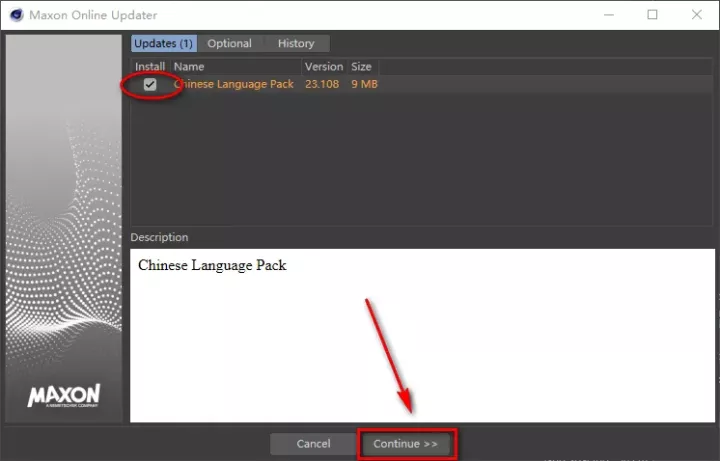 Maxon Online Updater
Updates (1) Optional History
Install Name Version Size
Chinese Language Pack 23.108 9 MB
Description
Chinese Language Pack
MAXON
A NEMETSCHEK COMPANY
Cancel Continue >>